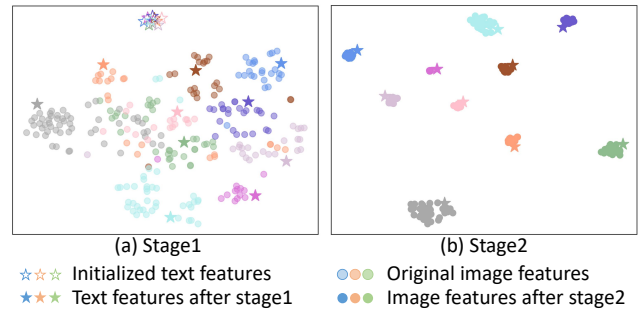 (a) Stage1
(b) Stage2
Initialized text features
Original image features
Text features after stage1
Image features after stage2